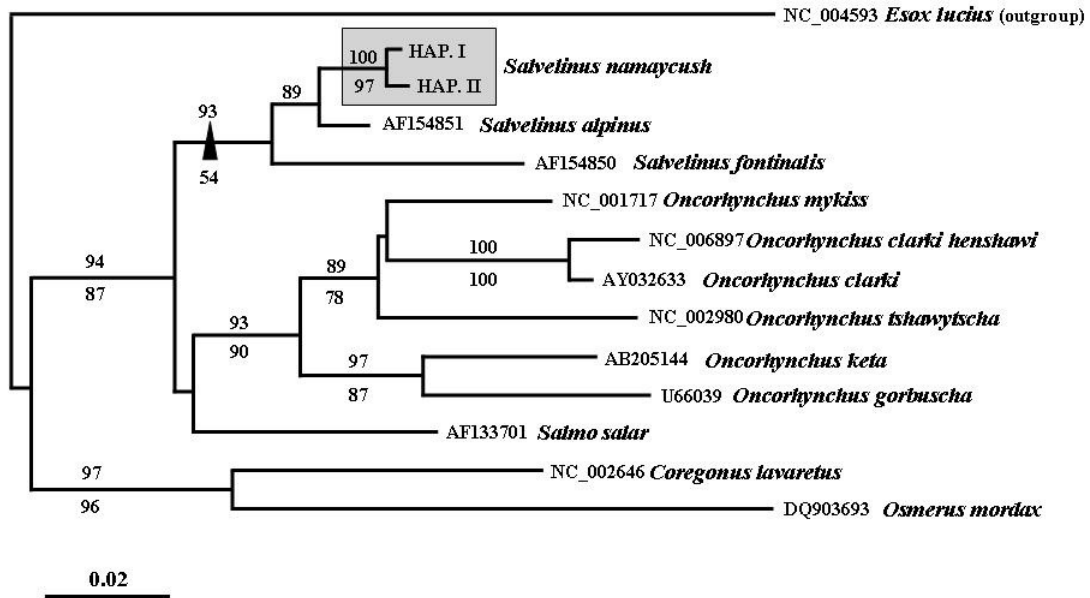 NC_004593 Esox lucius (outgroup)
100 HAP. I
Salvelinus namaycush
97 HAP. II
89
93
AF154851 Salvelinus alpinus
AF154850 Salvelinus fontinalis
54
NC_001717 Oncorhynchus mykiss
100 NC_006897 Oncorhynchus clarki henshawi
94 89
100 AY032633 Oncorhynchus clarki
87 78
NC_002980 Oncorhynchus tshawytscha
93
90 97 AB205144 Oncorhynchus keta
87 U66039 Oncorhynchus gorbuscha
AF133701 Salmo salar
97 NC_002646 Coregonus lavaretus
96 DQ903693 Osmerus mordax
0.02